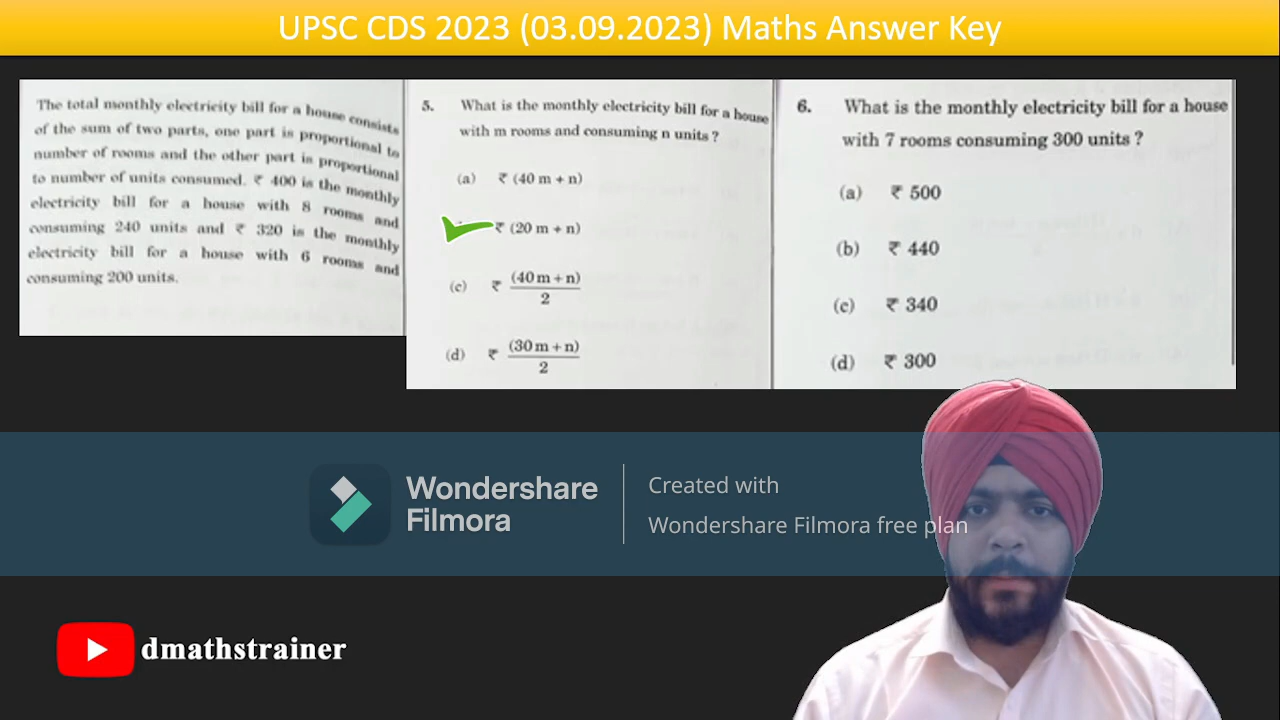 UPSC CDS 2023 (03.09.2023) Maths Answer Key
The total monthly electricity bill for a house consists
of the sum of two parts, one part is proportional to
number of rooms and the other part is proportional
to number of units consumed. ₹ 400 is the monthly
electricity bill for a house with 8 rooms and
consuming 240 units and ₹ 320 is the monthly
electricity bill for a house with 6 rooms and
consuming 200 units.
5. What is the monthly electricity bill for a house
with m rooms and consuming n units ?
(a) ₹ (40 m + n)
₹ (20 m + n)
(c) ₹ (40 m + n)
2
(d) ₹ (30 m + n)
2
6. What is the monthly electricity bill for a house
with 7 rooms consuming 300 units ?
(a) ₹ 500
(b) ₹ 440
(c) ₹ 340
(d) ₹ 300
Wondershare
Filmora
Created with
Wondershare Filmora free plan
dmathstrainer